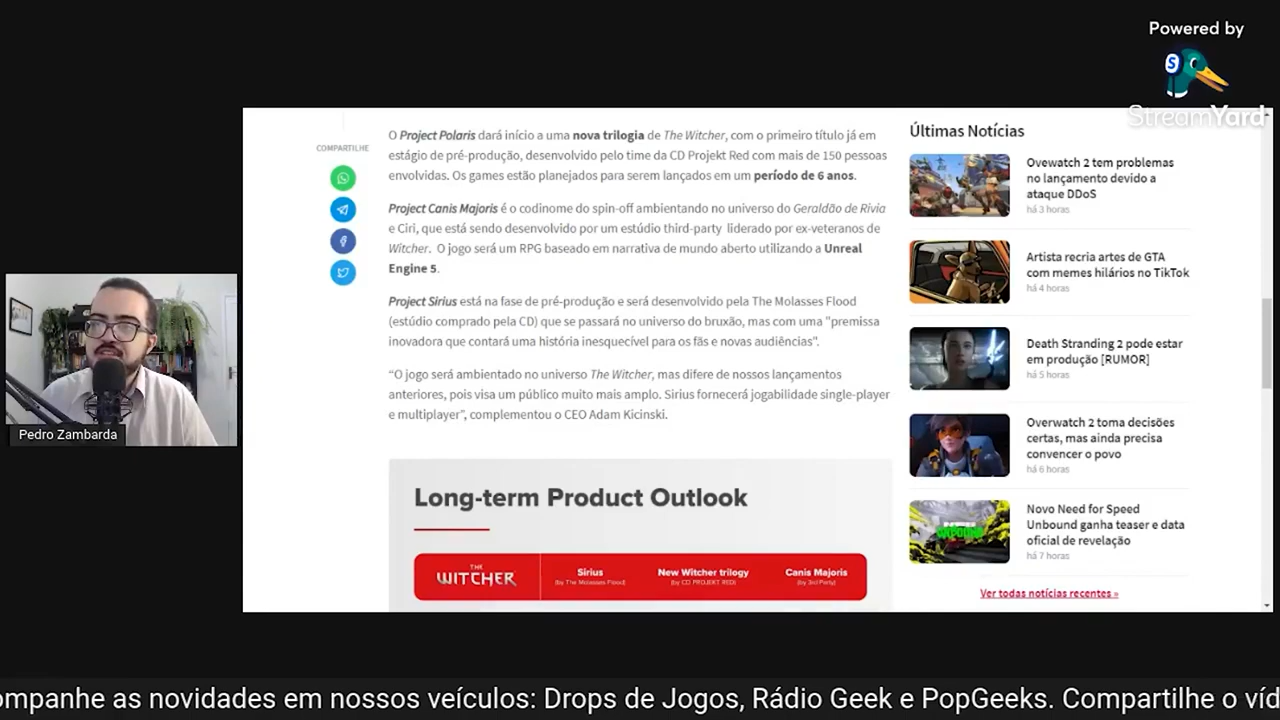 Powered by
S
StreamYard
COMPARTILHE
O Project Polaris dará início a uma nova trilogia de The Witcher, com o primeiro título já em
estágio de pré-produção, desenvolvido pelo time da CD Projekt Red com mais de 150 pessoas
envolvidas. Os games estão planejados para serem lançados em um período de 6 anos.
Project Canis Majoris é o codinome do spin-off ambientando no universo do Geraldão de Rívia
e Ciri, que está sendo desenvolvido por um estúdio third-party liderado por ex-veteranos de
Witcher. O jogo será um RPG baseado em narrativa de mundo aberto utilizando a Unreal
Engine 5.
Project Sirius está na fase de pré-produção e será desenvolvido pela The Molasses Flood
(estúdio comprado pela CD) que se passará no universo do bruxão, mas com uma "premissa
inovadora que contará uma história inesquecível para os fãs e novas audiências".
“O jogo será ambientado no universo The Witcher, mas difere de nossos lançamentos
anteriores, pois visa um público muito mais amplo. Sirius fornecerá jogabilidade single-player
e multiplayer”, complementou o CEO Adam Kicinski.
Long-term Product Outlook
THE
WITCHER
Sirius
(by The Molasses Flood)
New Witcher trilogy
(by CD PROJEKT RED)
Canis Majoris
(by 3rd Party)
Últimas Notícias
Ovewatch 2 tem problemas
no lançamento devido a
ataque DDoS
há 3 horas
Artista recria artes de GTA
com memes hilários no TikTok
há 4 horas
Death Stranding 2 pode estar
em produção [RUMOR]
há 5 horas
Overwatch 2 toma decisões
certas, mas ainda precisa
convencer o povo
há 6 horas
Novo Need for Speed
Unbound ganha teaser e data
oficial de revelação
há 7 horas
Ver todas notícias recentes »
Pedro Zambarda
ompanhe as novidades em nossos veículos: Drops de Jogos, Rádio Geek e PopGeeks. Compartilhe o víd